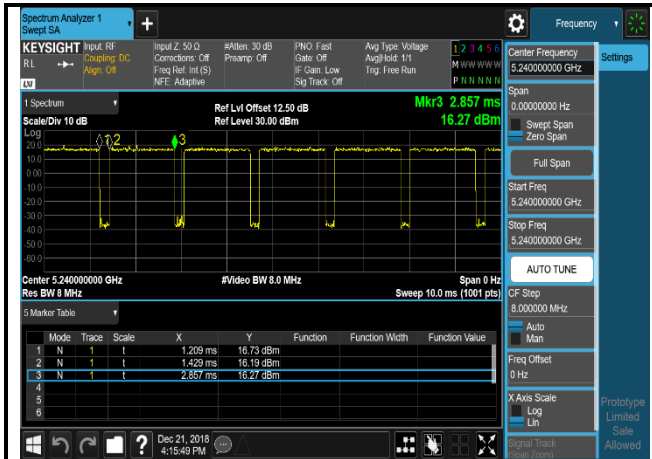 Spectrum Analyzer 1
Swept SA
+
Frequency
KEYSIGHT Input: RF Input Z: 50 Ω #Atten: 30 dB PNO: Fast Avg Type: Voltage 1 2 3 4 5 6
RL Coupling: DC Corrections: Off Preamp: Off Gate: Off Avg|Hold: 1/1 M W W W W W
Align: Off Freq Ref: Int (S) IF Gain: Low Trig: Free Run
LXI NFE: Adaptive Sig Track: Off P N N N N N
1 Spectrum
Scale/Div 10 dB Ref Lvl Offset 12.50 dB Mkr3 2.857 ms
Ref Level 30.00 dBm 16.27 dBm
Log
20.0
10.0
0.00
-10.0
-20.0
-30.0
-40.0
-50.0
-60.0
2 3
Center 5.240000000 GHz #Video BW 8.0 MHz Span 0 Hz
Res BW 8 MHz Sweep 10.0 ms (1001 pts)
5 Marker Table
Mode Trace Scale X Y Function Function Width Function Value
1 N 1 t 1.209 ms 16.73 dBm
2 N 1 t 1.429 ms 16.19 dBm
3 N 1 t 2.857 ms 16.27 dBm
4
5
6
? Dec 21, 2018
4:15:49 PM
Center Frequency
5.240000000 GHz
Settings
Span
0.00000000 Hz
Swept Span
Zero Span
Full Span
Start Freq
5.240000000 GHz
Stop Freq
5.240000000 GHz
AUTO TUNE
CF Step
8.000000 MHz
Auto
Man
Freq Offset
0 Hz
X Axis Scale
Log
Lin
Signal Track
(Span Zoom)
Prototype
Limited
Sale
Allowed